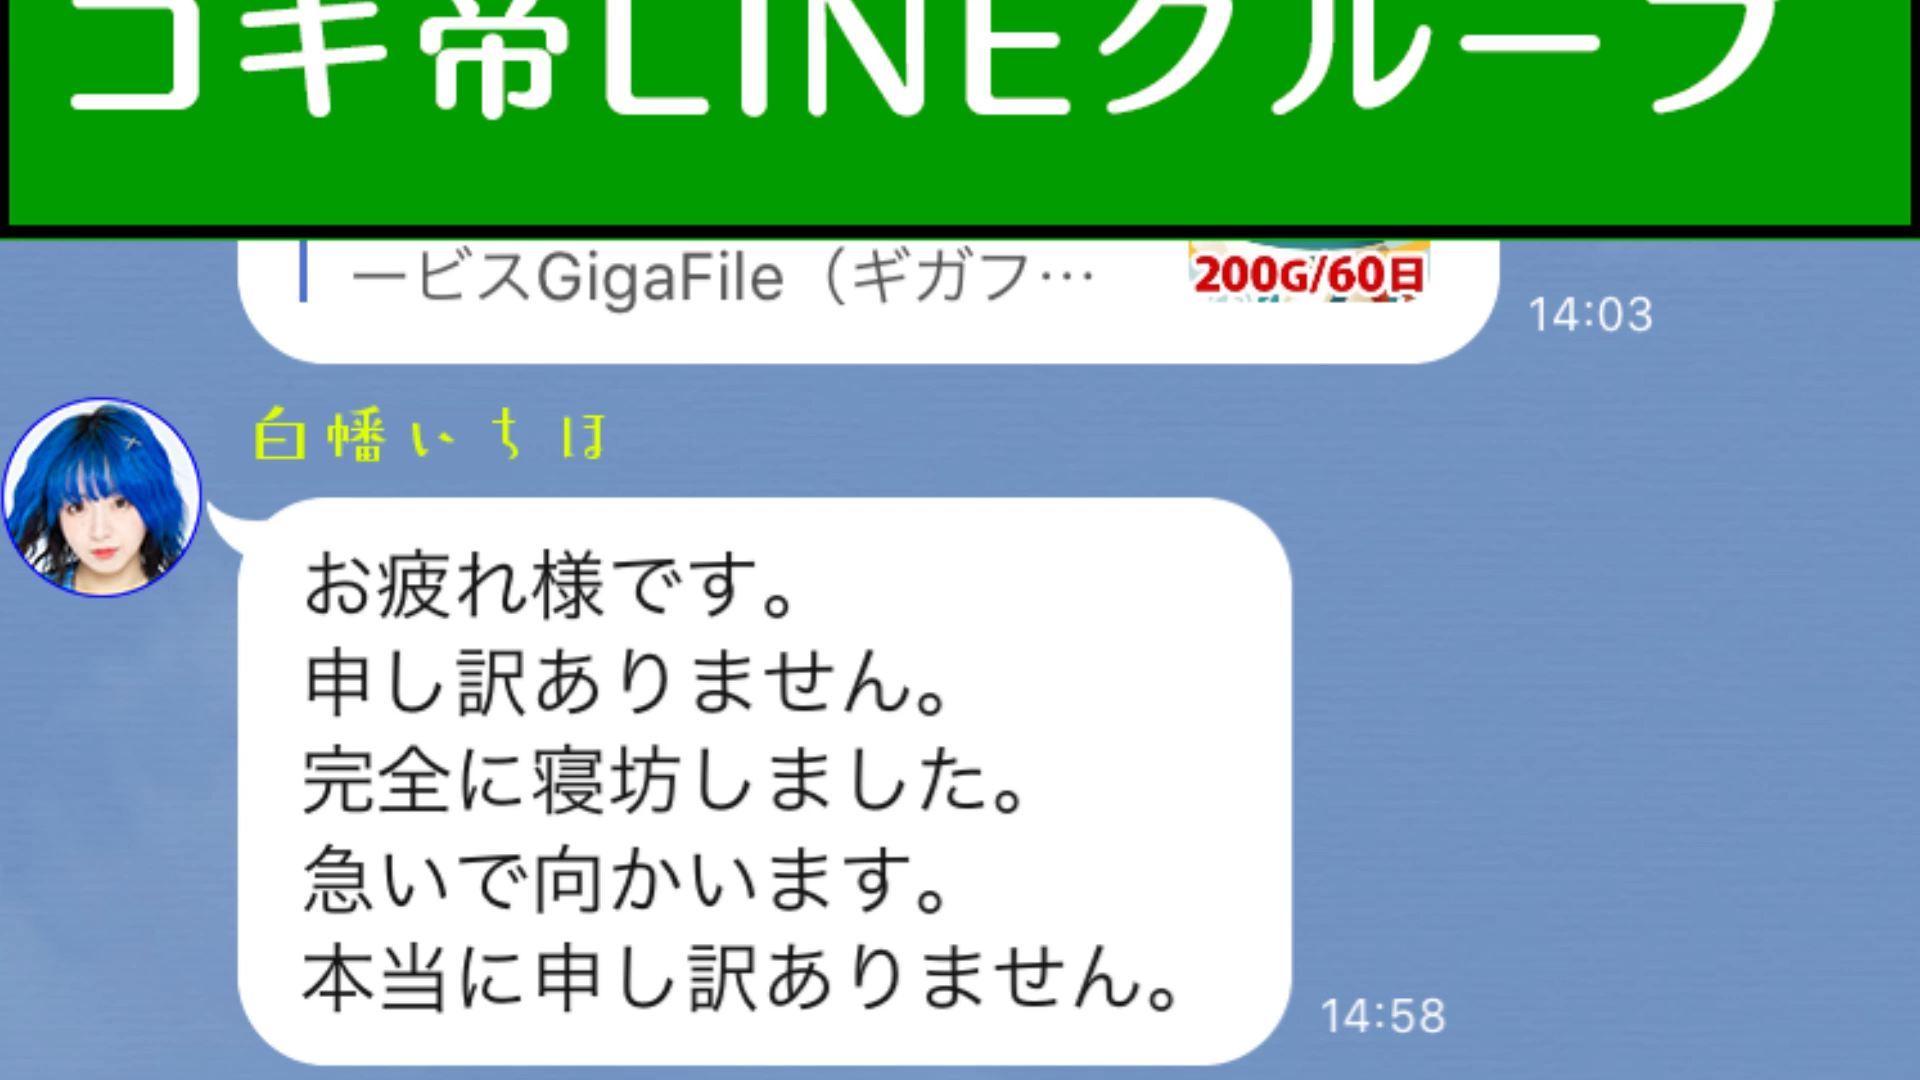 コキ帝LINEグループ
ービスGigaFile（ギガフ…
200G/60日
14:03
白幡いちほ
お疲れ様です。
申し訳ありません。
完全に寝坊しました。
急いで向かいます。
本当に申し訳ありません。
14:58